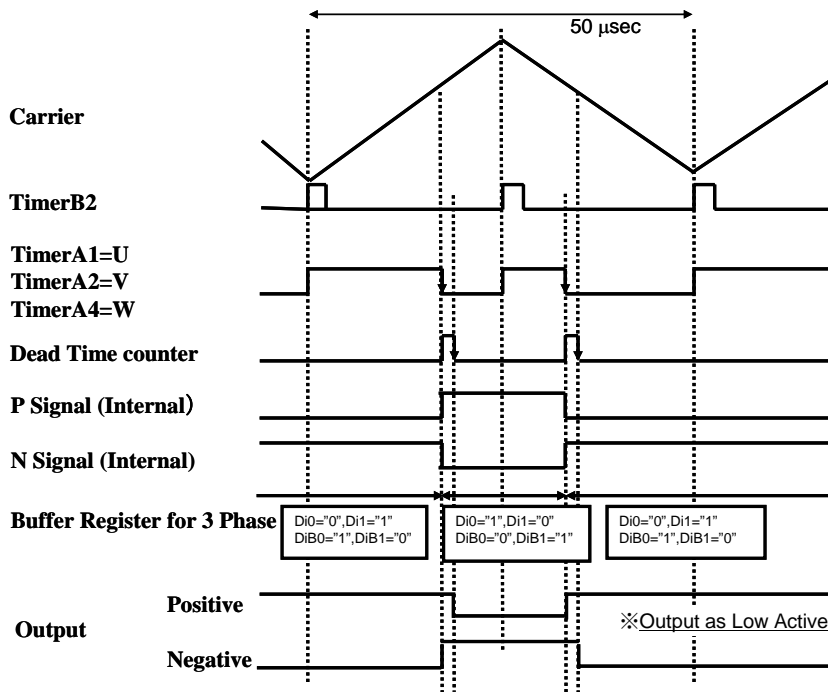 50 μsec
Carrier
TimerB2
TimerA1=U
TimerA2=V
TimerA4=W
Dead Time counter
P Signal (Internal）
N Signal (Internal)
Buffer Register for 3 Phase
Di0="0",Di1="1"
DiB0="1",DiB1="0"
Di0="1",Di1="0"
DiB0="0",DiB1="1"
Di0="0",Di1="1"
DiB0="1",DiB1="0"
Output
Positive
※Output as Low Active
Negative